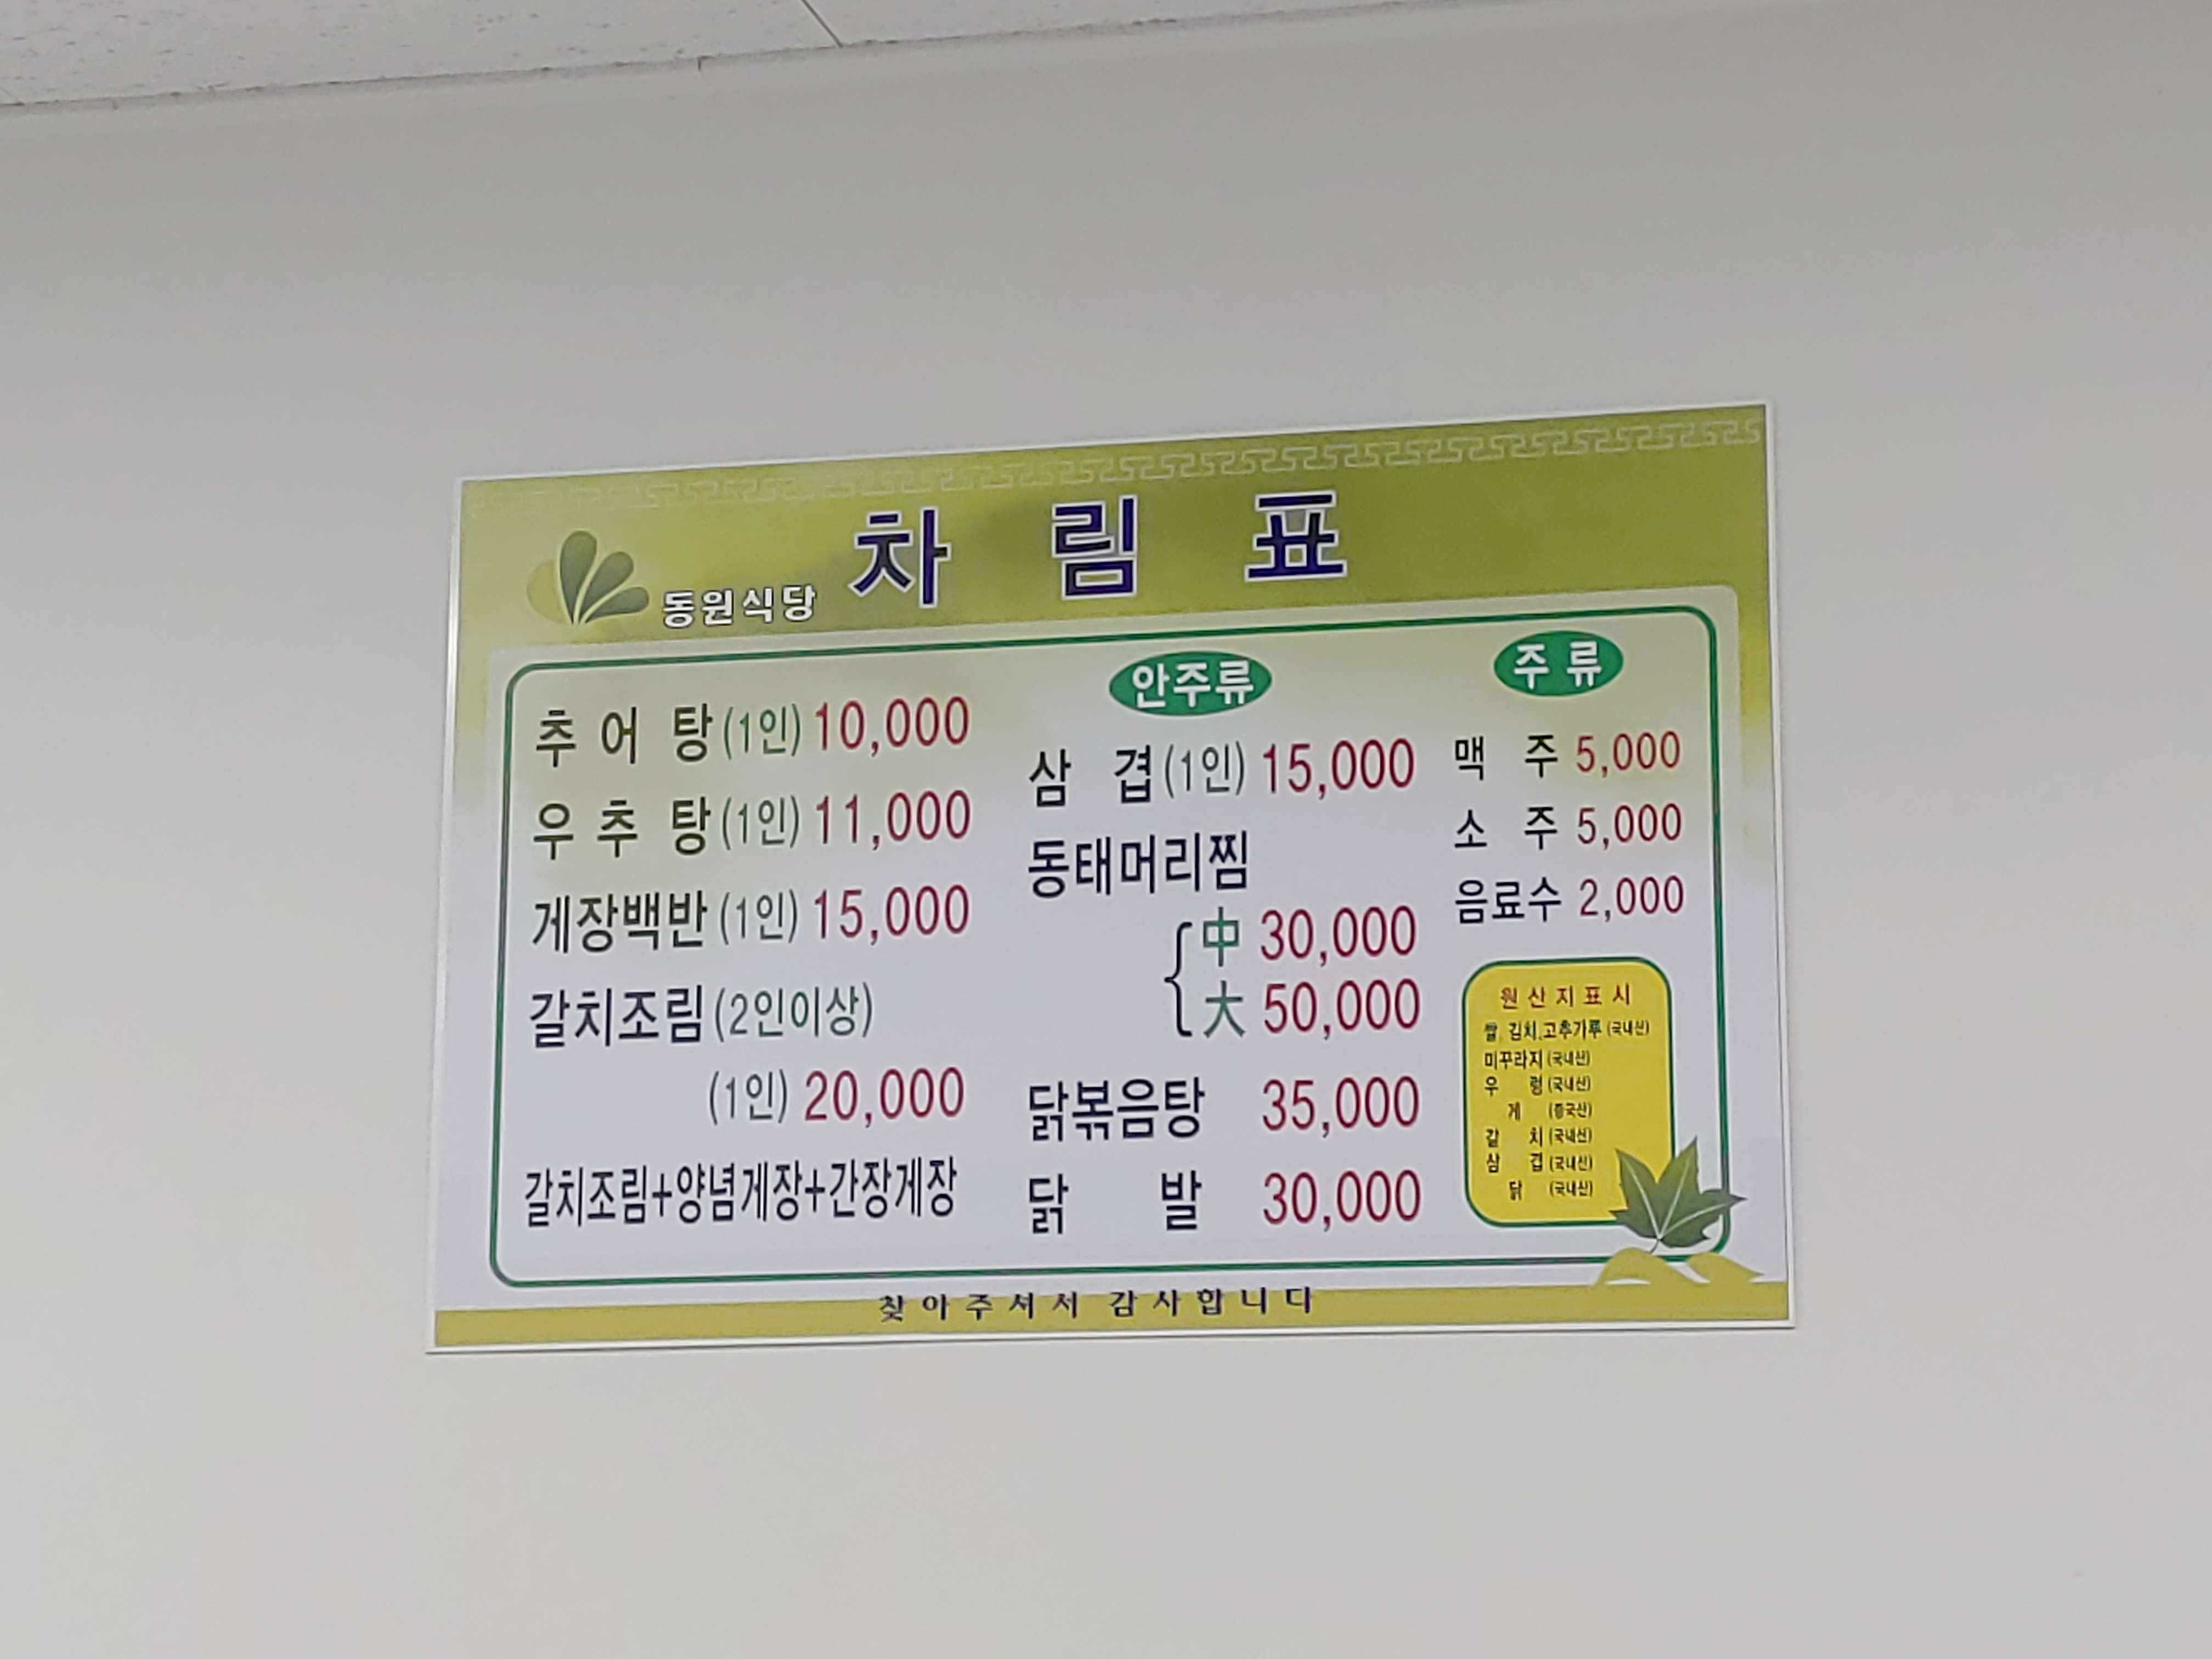 동원식당 차림표
추어탕(1인) 10,000
우추탕(1인) 11,000
게장백반(1인) 15,000
갈치조림(2인이상)
(1인) 20,000
갈치조림+양념게장+간장게장
안주류
삼겹(1인) 15,000
동태머리찜
中 30,000
大 50,000
닭볶음탕 35,000
닭발 30,000
주류
맥주 5,000
소주 5,000
음료수 2,000
원산지표시
쌀, 김치,고추가루(국내산)
미꾸라지(국내산)
우렁(국내산)
게(중국산)
갈치(국내산)
삼겹(국내산)
닭(국내산)
찾아주셔서 감사합니다